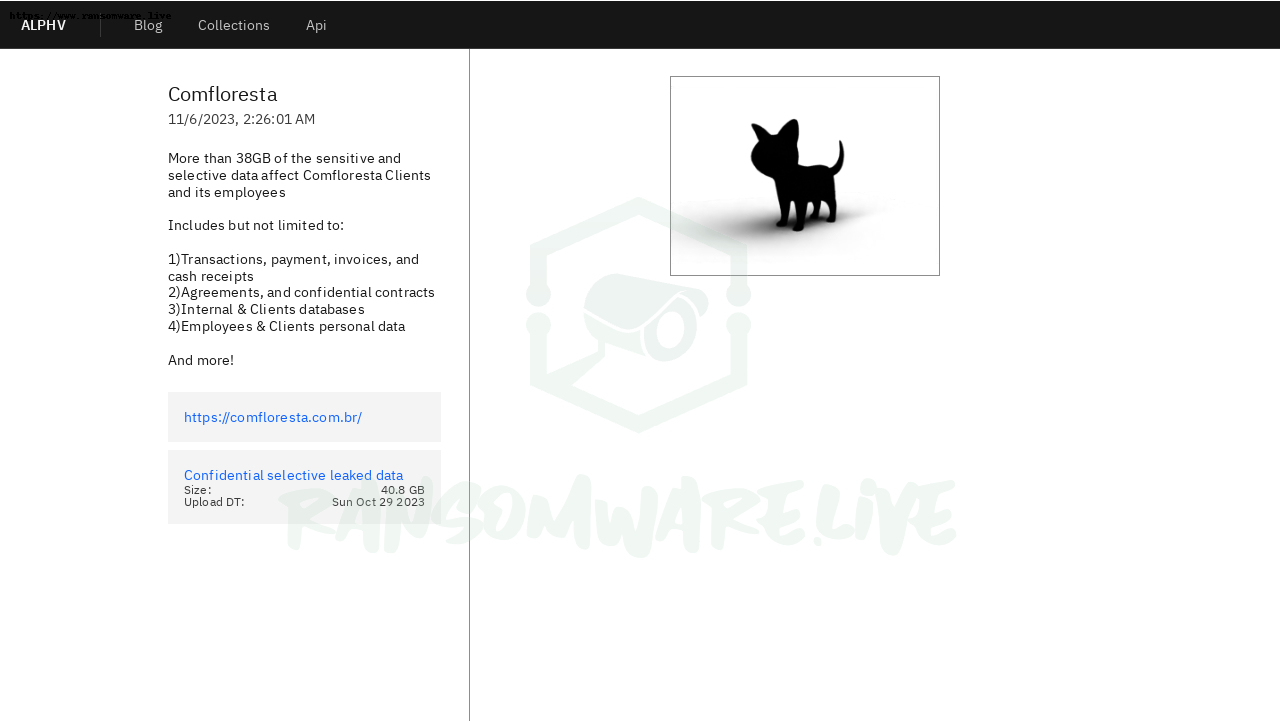 https://www.ransomware.live
ALPHV
Blog
Collections
Api
Comfloresta
11/6/2023, 2:26:01 AM
More than 38GB of the sensitive and
selective data affect Comfloresta Clients
and its employees
Includes but not limited to:
1)Transactions, payment, invoices, and
cash receipts
2)Agreements, and confidential contracts
3)Internal & Clients databases
4)Employees & Clients personal data
And more!
https://comfloresta.com.br/
Confidential selective leaked data
Size: 40.8 GB
Upload DT: Sun Oct 29 2023
RANSOMWARE.LIVE